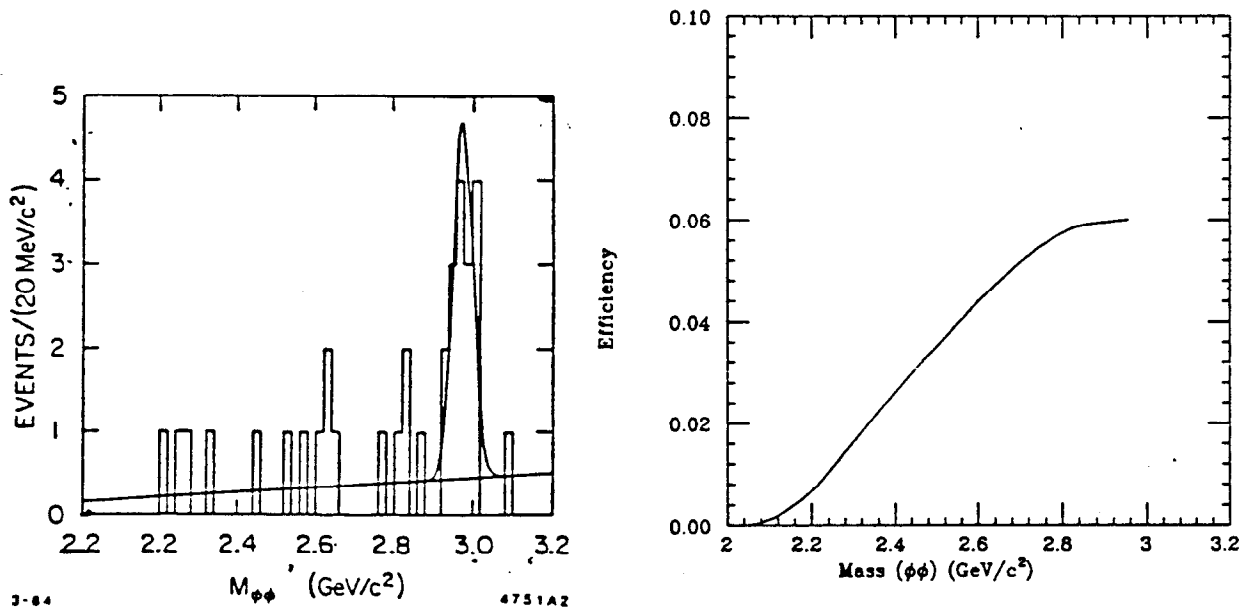 5
4
3
2
1
0
EVENTS/(20 MeV/c²)
2.2 2.2 2.4 2.6 2.8 3.0 3.2
M_φφ (GeV/c²)
3-84 4751A2
0.10
0.08
0.06
0.04
0.02
0.00
Efficiency
2 2.2 2.4 2.6 2.8 3 3.2
Mass (φφ) (GeV/c²)